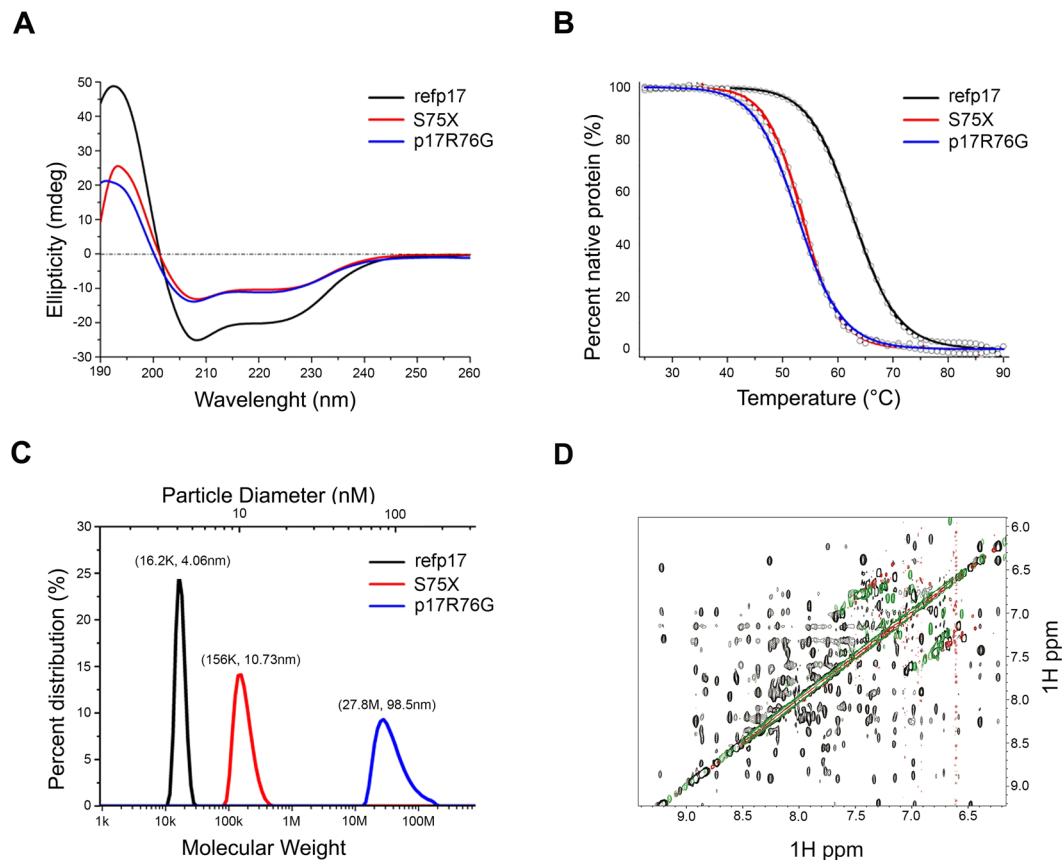 A
50
40
30
20
10
0
-10
-20
-30
190 200 210 220 230 240 250 260
Ellipticity (mdeg)
Wavelenght (nm)
refp17
S75X
p17R76G
B
100
80
60
40
20
0
30 40 50 60 70 80 90
Percent native protein (%)
Temperature (°C)
refp17
S75X
p17R76G
C
Particle Diameter (nM)
10 100
30
25
20
15
10
5
0
1k 10k 100k 1M 10M 100M
Percent distribution (%)
Molecular Weight
(16.2K, 4.06nm)
(156K, 10.73nm)
(27.8M, 98.5nm)
refp17
S75X
p17R76G
D
6.0
6.5
7.0
7.5
8.0
8.5
9.0
1H ppm
9.0 8.5 8.0 7.5 7.0 6.5
1H ppm